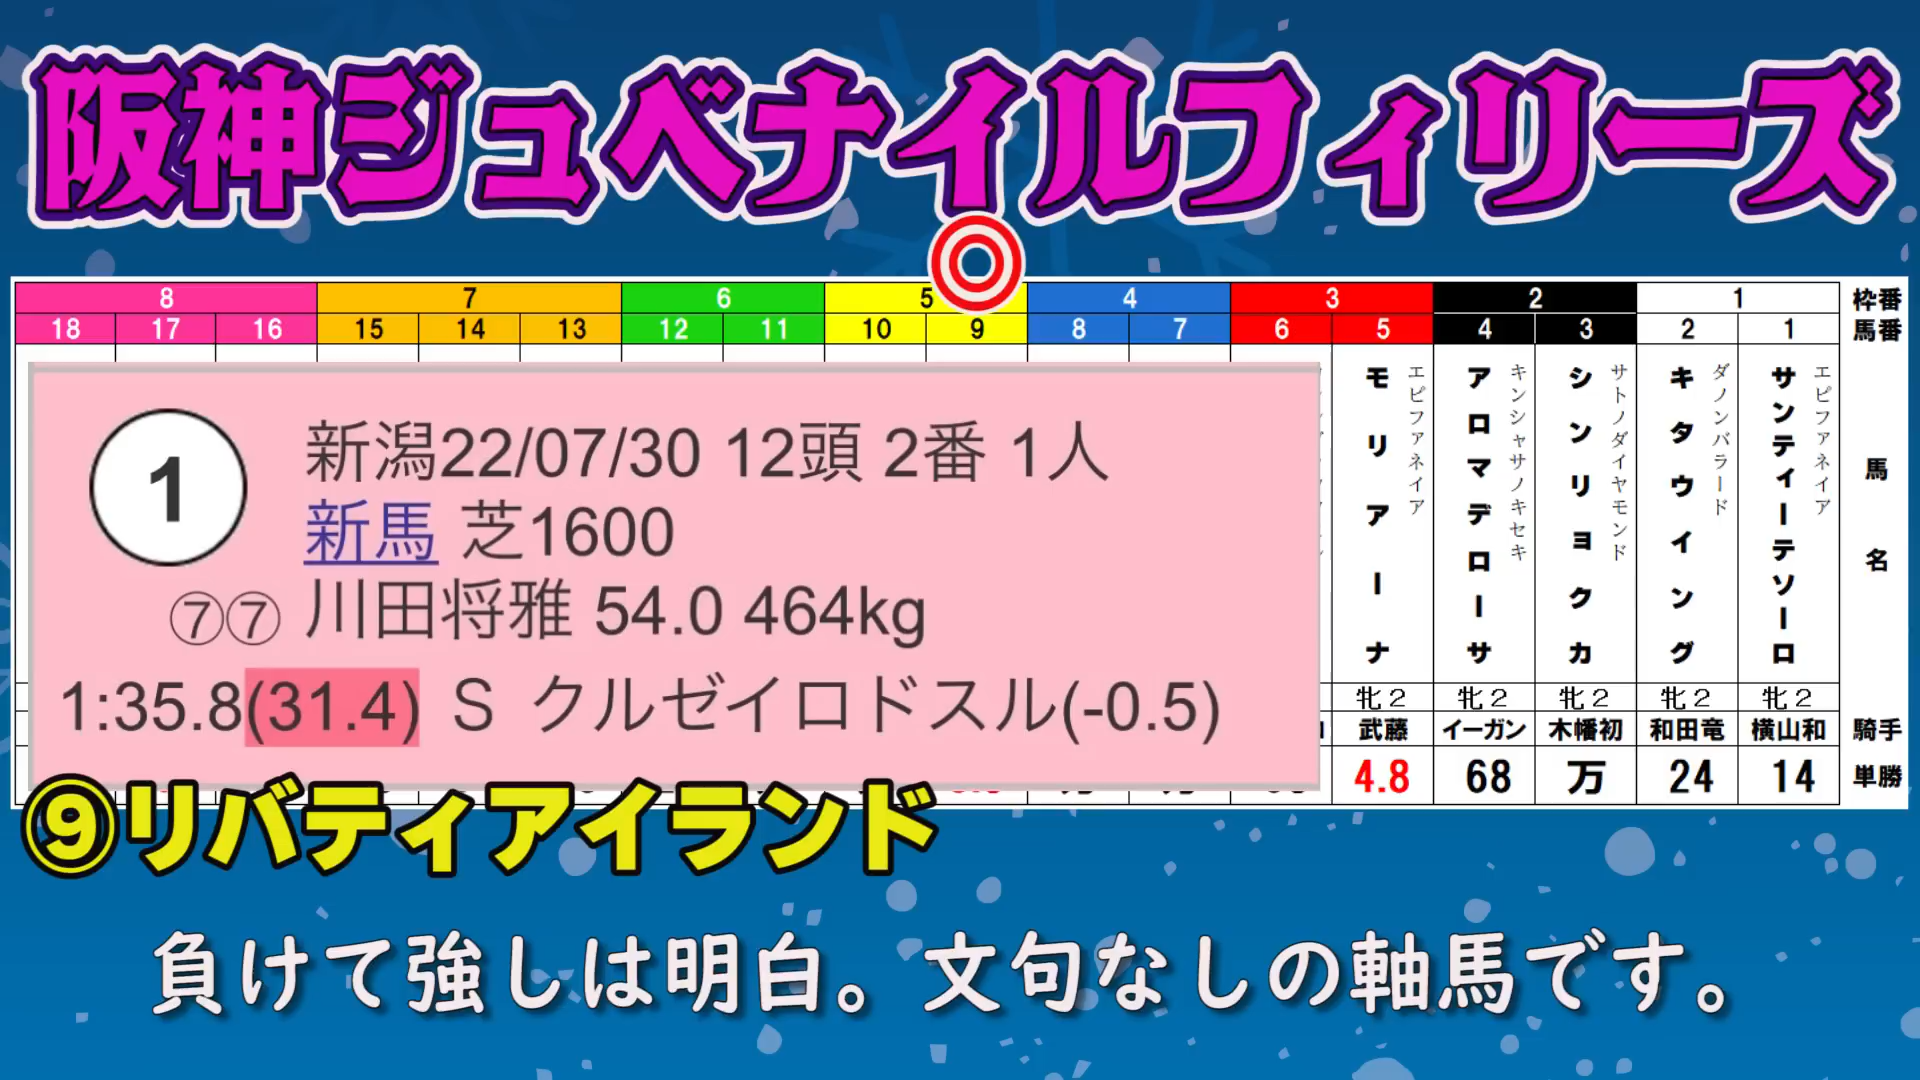 阪神ジュベナイルフィリーズ
◎
8 7 6 5 4 3 2 1 枠番
18 17 16 15 14 13 12 11 10 9 8 7 6 5 4 3 2 1 馬番
エピファネイア
サンティーテソーロ
ダノンバラード
キタウイング
サトノダイヤモンド
シンリョクカ
キンシャサノキセキ
アロマデローサ
エピファネイア
モリアーナ
馬名
牝2 牝2 牝2 牝2 牝2
武藤 イーガン 木幡初 和田竜 横山和 騎手
4.8 68 万 24 14 単勝
1
新潟22/07/30 12頭 2番 1人
新馬 芝1600
⑦⑦ 川田将雅 54.0 464kg
1:35.8(31.4) S クルゼイロドスル(-0.5)
⑨リバティアイランド
負けて強しは明白。文句なしの軸馬です。